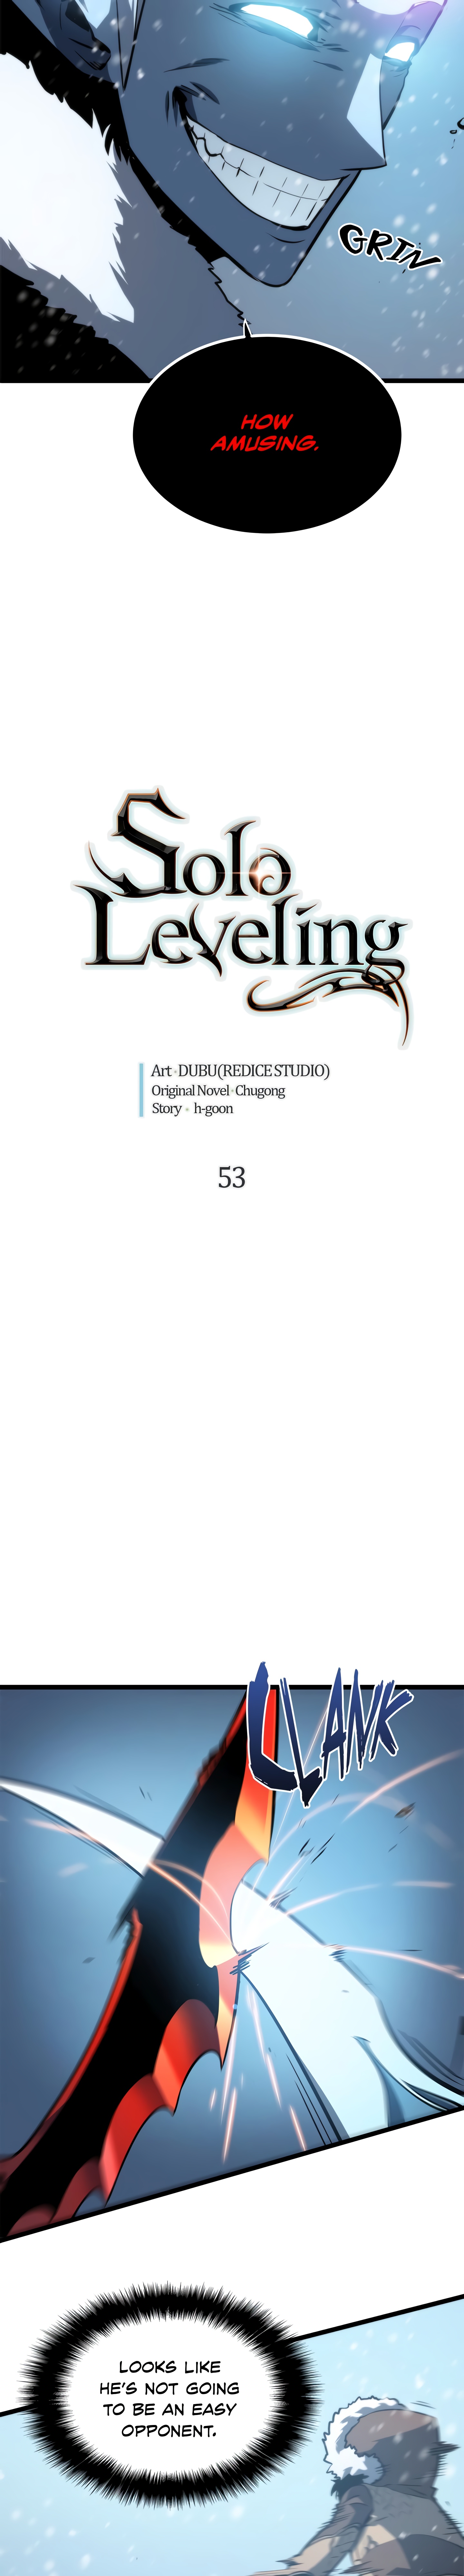 GRIN
HOW
AMUSING.
Solo
Leveling
Art · DUBU(REDICE STUDIO)
Original Novel · Chugong
Story · h-goon
53
CLANK
LOOKS LIKE
HE'S NOT GOING
TO BE AN EASY
OPPONENT.